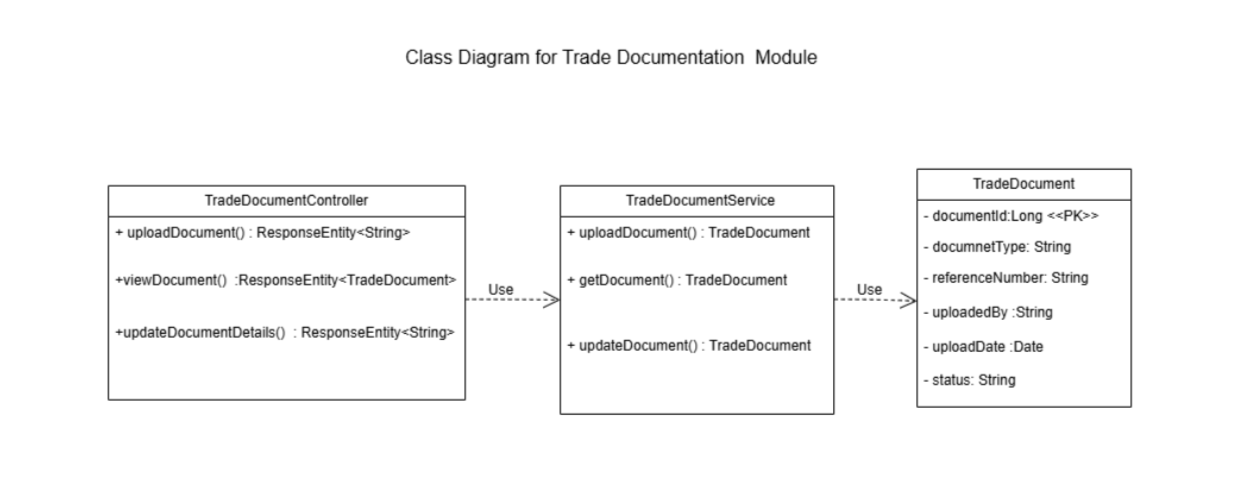 Class Diagram for Trade Documentation Module
TradeDocumentController
+ uploadDocument() : ResponseEntity<String>
+viewDocument() :ResponseEntity<TradeDocument>
+updateDocumentDetails() : ResponseEntity<String>
Use
TradeDocumentService
+ uploadDocument() : TradeDocument
+ getDocument() : TradeDocument
+ updateDocument() : TradeDocument
Use
TradeDocument
- documentId:Long <<PK>>
- documnetType: String
- referenceNumber: String
- uploadedBy :String
- uploadDate :Date
- status: String